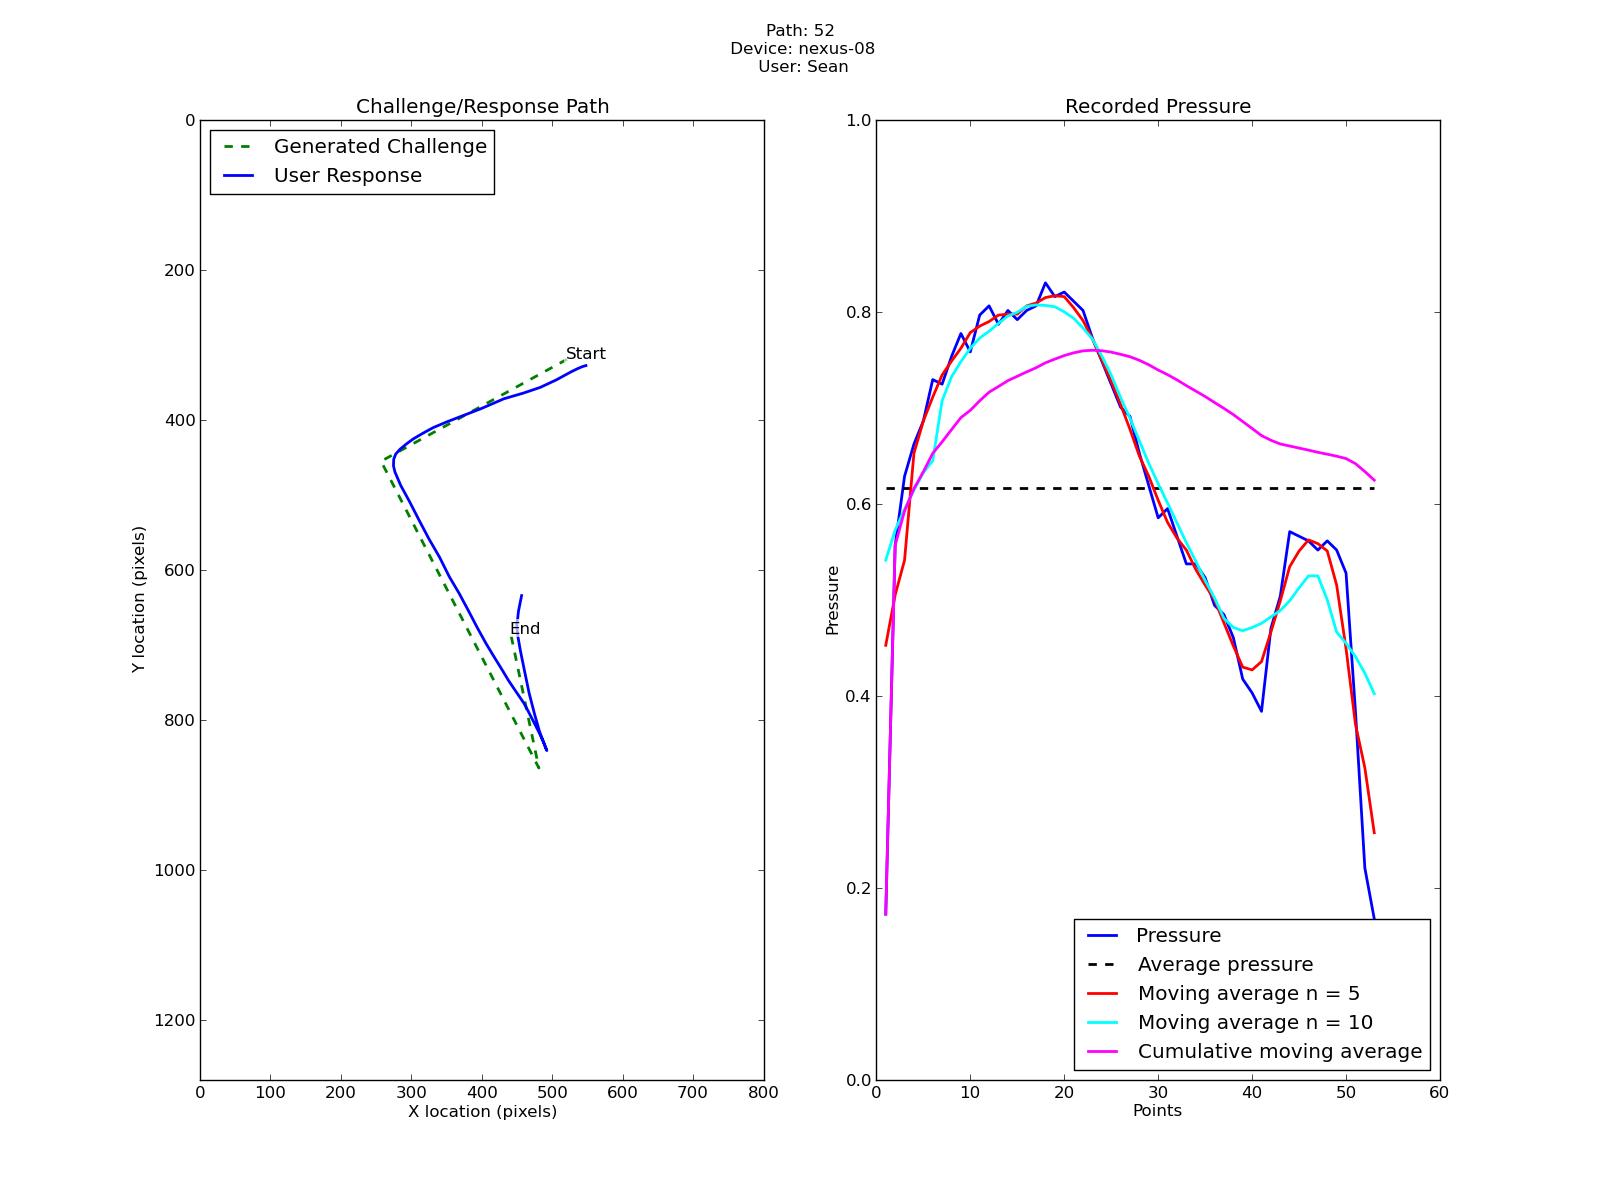 Path: 52
Device: nexus-08
User: Sean
Challenge/Response Path
Generated Challenge
User Response
Start
End
0
200
400
600
800
1000
1200
Y location (pixels)
0 100 200 300 400 500 600 700 800
X location (pixels)
Recorded Pressure
1.0
0.8
0.6
0.4
0.2
0.0
Pressure
Pressure
Average pressure
Moving average n = 5
Moving average n = 10
Cumulative moving average
0 10 20 30 40 50 60
Points